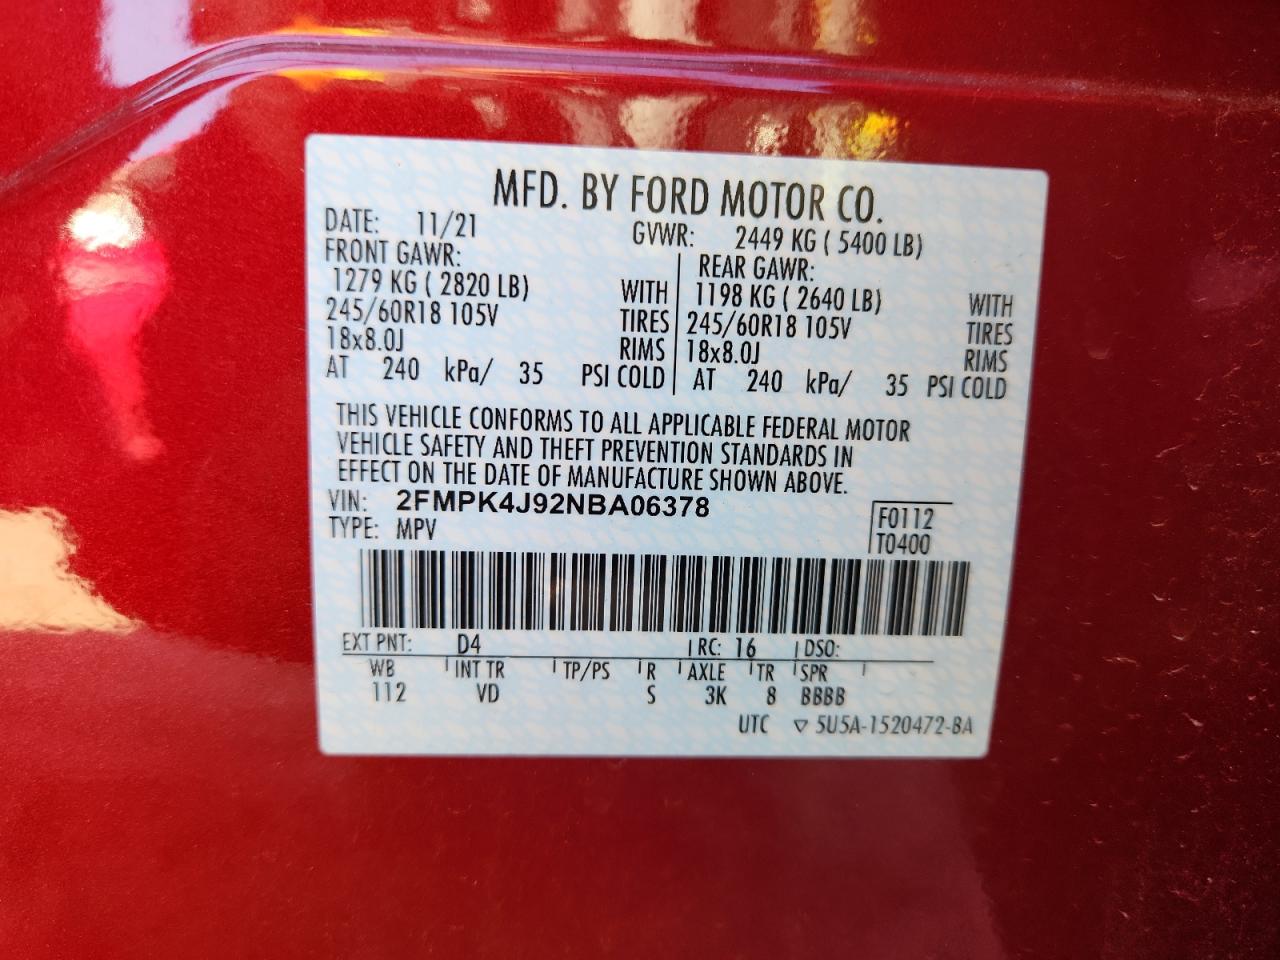 MFD. BY FORD MOTOR CO.
DATE: 11/21 GVWR: 2449 KG ( 5400 LB)
FRONT GAWR: REAR GAWR:
1279 KG ( 2820 LB) WITH 1198 KG ( 2640 LB) WITH
245/60R18 105V TIRES 245/60R18 105V TIRES
18x8.0J RIMS 18x8.0J RIMS
AT 240 kPa/ 35 PSI COLD AT 240 kPa/ 35 PSI COLD
THIS VEHICLE CONFORMS TO ALL APPLICABLE FEDERAL MOTOR
VEHICLE SAFETY AND THEFT PREVENTION STANDARDS IN
EFFECT ON THE DATE OF MANUFACTURE SHOWN ABOVE.
VIN: 2FMPK4J92NBA06378 F0112
TYPE: MPV T0400
EXT PNT: D4 RC: 16 DSO:
WB INT TR TP/PS R AXLE TR SPR
112 VD S 3K 8 BBBB
UTC ▽ 5U5A-1520472-BA